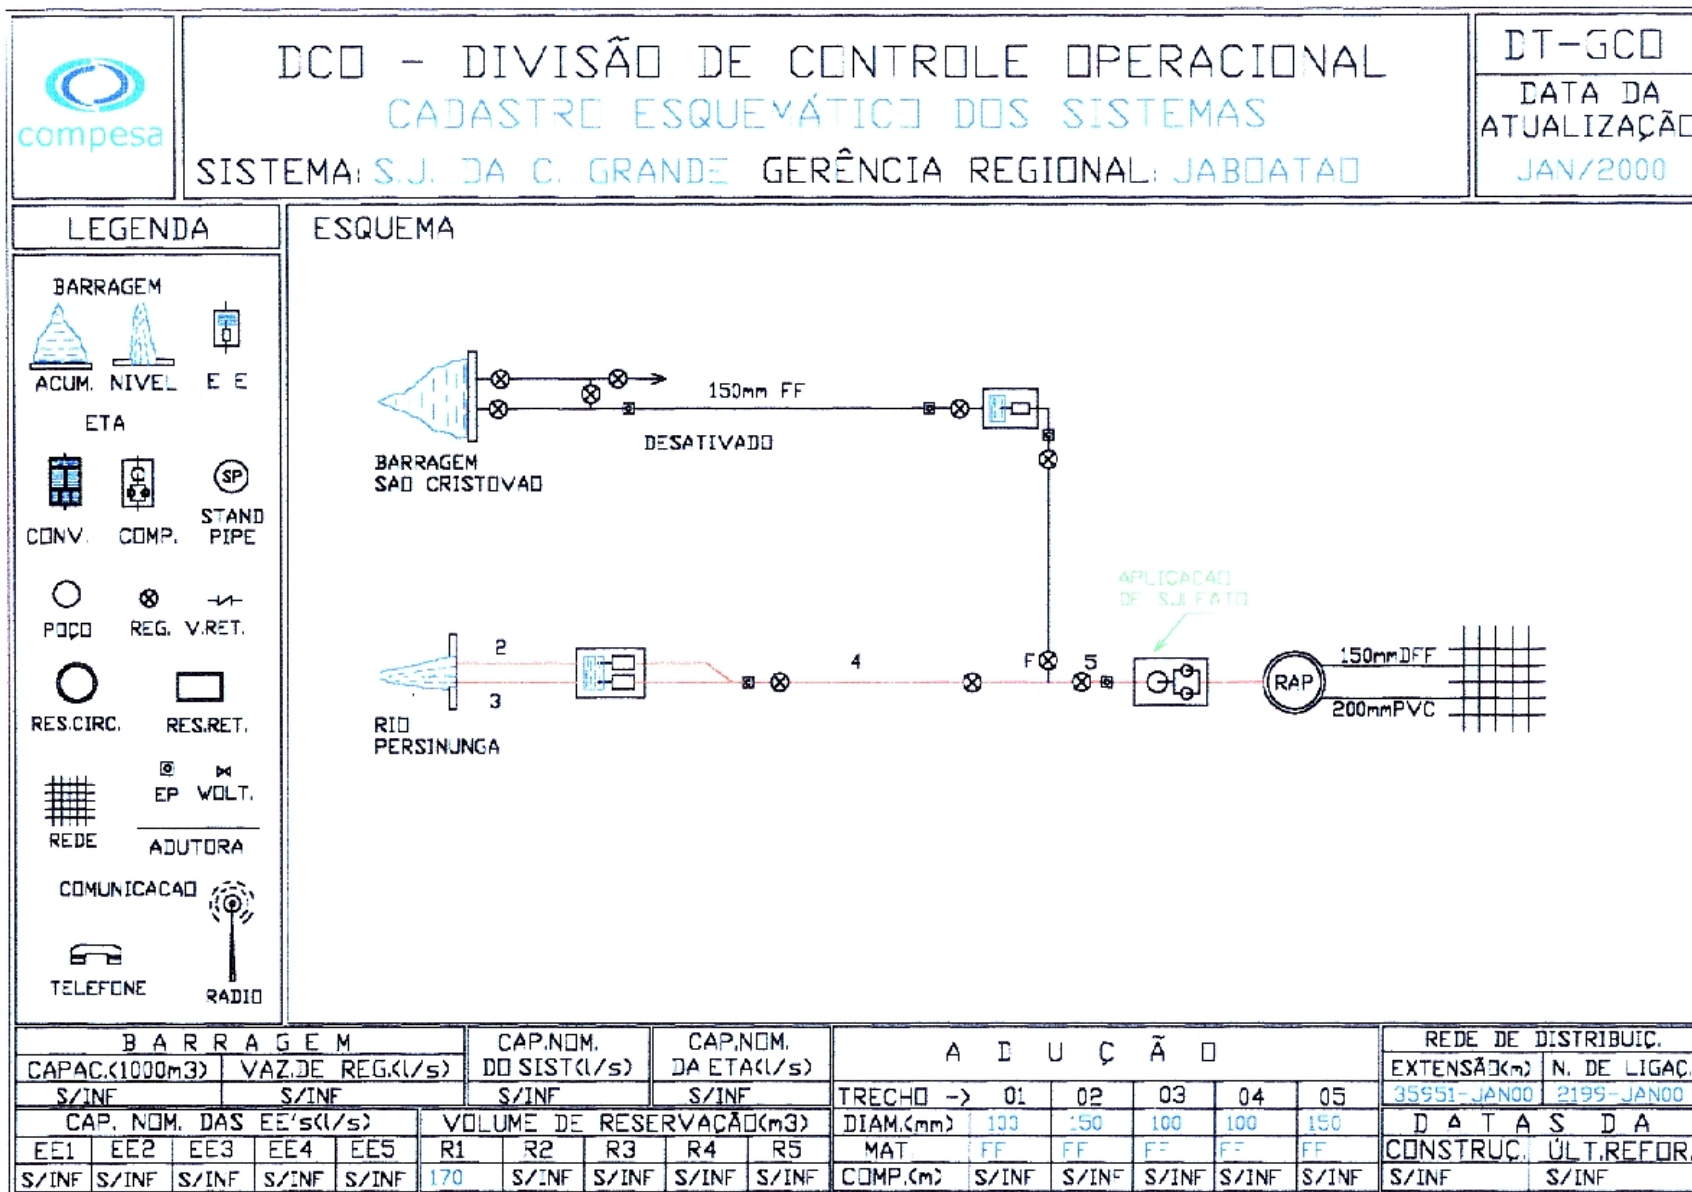 compesa
DCO - DIVISÃO DE CONTROLE OPERACIONAL
CADASTRE ESQUEMÁTICO DOS SISTEMAS
SISTEMA: S.J. DA C. GRANDE GERÊNCIA REGIONAL: JABOATAO
DT-GCO
DATA DA
ATUALIZAÇÃO
JAN/2000
LEGENDA
BARRAGEM
ACUM. NIVEL E E
ETA
CONV. COMP. STAND
PIPE
SP
POÇO REG. V.RET.
RES.CIRC. RES.RET.
EP VOLT.
REDE
ADUTORA
COMUNICACAO
TELEFONE
RADIO
ESQUEMA
150mm FF
DESATIVADO
BARRAGEM
SAO CRISTOVAO
APLICACAO
DE SULFATO
2
4
F
5
3
RIO
PERSINUNGA
RAP
150mmDFF
200mmPVC
BARRAGEM
CAPAC.(1000m3) VAZ.DE REG.(l/s)
S/INF S/INF
CAP.NOM.
DO SIST(l/s)
S/INF
CAP.NOM.
DA ETA(l/s)
S/INF
CAP. NOM. DAS EE's(l/s)
EE1 EE2 EE3 EE4 EE5
S/INF S/INF S/INF S/INF S/INF
VOLUME DE RESERVAÇÃO(m3)
R1 R2 R3 R4 R5
170 S/INF S/INF S/INF S/INF
ADUÇÃO
TRECHO -> 01 02 03 04 05
DIAM.(mm) 150 100 100 150
MAT FF FF FF FF FF
COMP.(m) S/INF S/INF S/INF S/INF S/INF
REDE DE DISTRIBUIÇ.
EXTENSÃO(m) N. DE LIGAÇ.
35951-JAN00 2195-JAN00
DATAS DA
CONSTRUÇ. ÚLT.REFOR.
S/INF S/INF